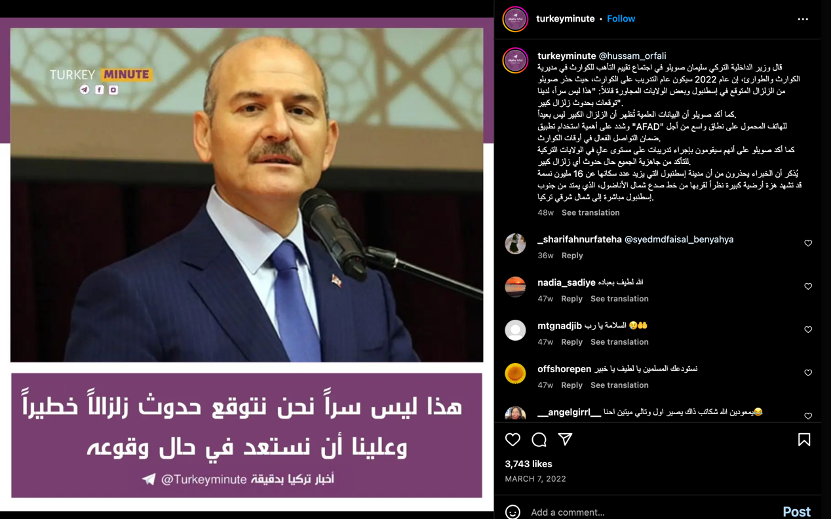 TURKEY MINUTE
هذا ليس سراً نحن نتوقع حدوث زلزالاً خطيراً
وعلينا أن نستعد في حال وقوعه
أخبار تركيا بدقيقة @Turkeyminute
turkeyminute • Follow
turkeyminute @hussam_orfali
قال وزير الداخلية التركي سليمان صويلو في اجتماع تقييم التأهب للكوارث في مديرية
الكوارث والطوارئ، إن عام 2022 سيكون عام التدريب على الكوارث، حيث حذر صويلو
من الزلزال المتوقع في إسطنبول وبعض الولايات المجاورة قائلاً: "هذا ليس سراً، لدينا
توقعات بحدوث زلزال كبير".
كما أكد صويلو أن البيانات العلمية تُظهر أن الزلزال الكبير ليس بعيداً.
وشدد على أهمية استخدام تطبيق "AFAD" للهاتف المحمول على نطاق واسع من أجل
ضمان التواصل الفعال في أوقات الكوارث.
كما أكد صويلو على أنهم سيقومون بإجراء تدريبات على مستوى عالٍ في الولايات التركية
للتأكد من جاهزية الجميع حال حدوث أي زلزال كبير.
يُذكر أن الخبراء يحذرون من أن مدينة إسطنبول التي يزيد عدد سكانها عن 16 مليون نسمة
قد تشهد هزة أرضية كبيرة نظراً لقربها من خط صدع شمال الأناضول، الذي يمتد من جنوب
إسطنبول مباشرة إلى شمال شرقي تركيا.
48w See translation
_sharifahnurfateha @syedmdfaisal_benyahya
36w Reply
nadia_sadiye الله لطيف بعباده
47w Reply See translation
mtgnadjib السلامة يا رب 🥺🤲
47w Reply See translation
offshorepen نستودعك المسلمين يا لطيف يا خبير
47w Reply See translation
__angelgirrl__ يمعودين الله شكاتب ذاك يصير اول وتالي ميتين احنا
3,743 likes
MARCH 7, 2022
Add a comment...
Post